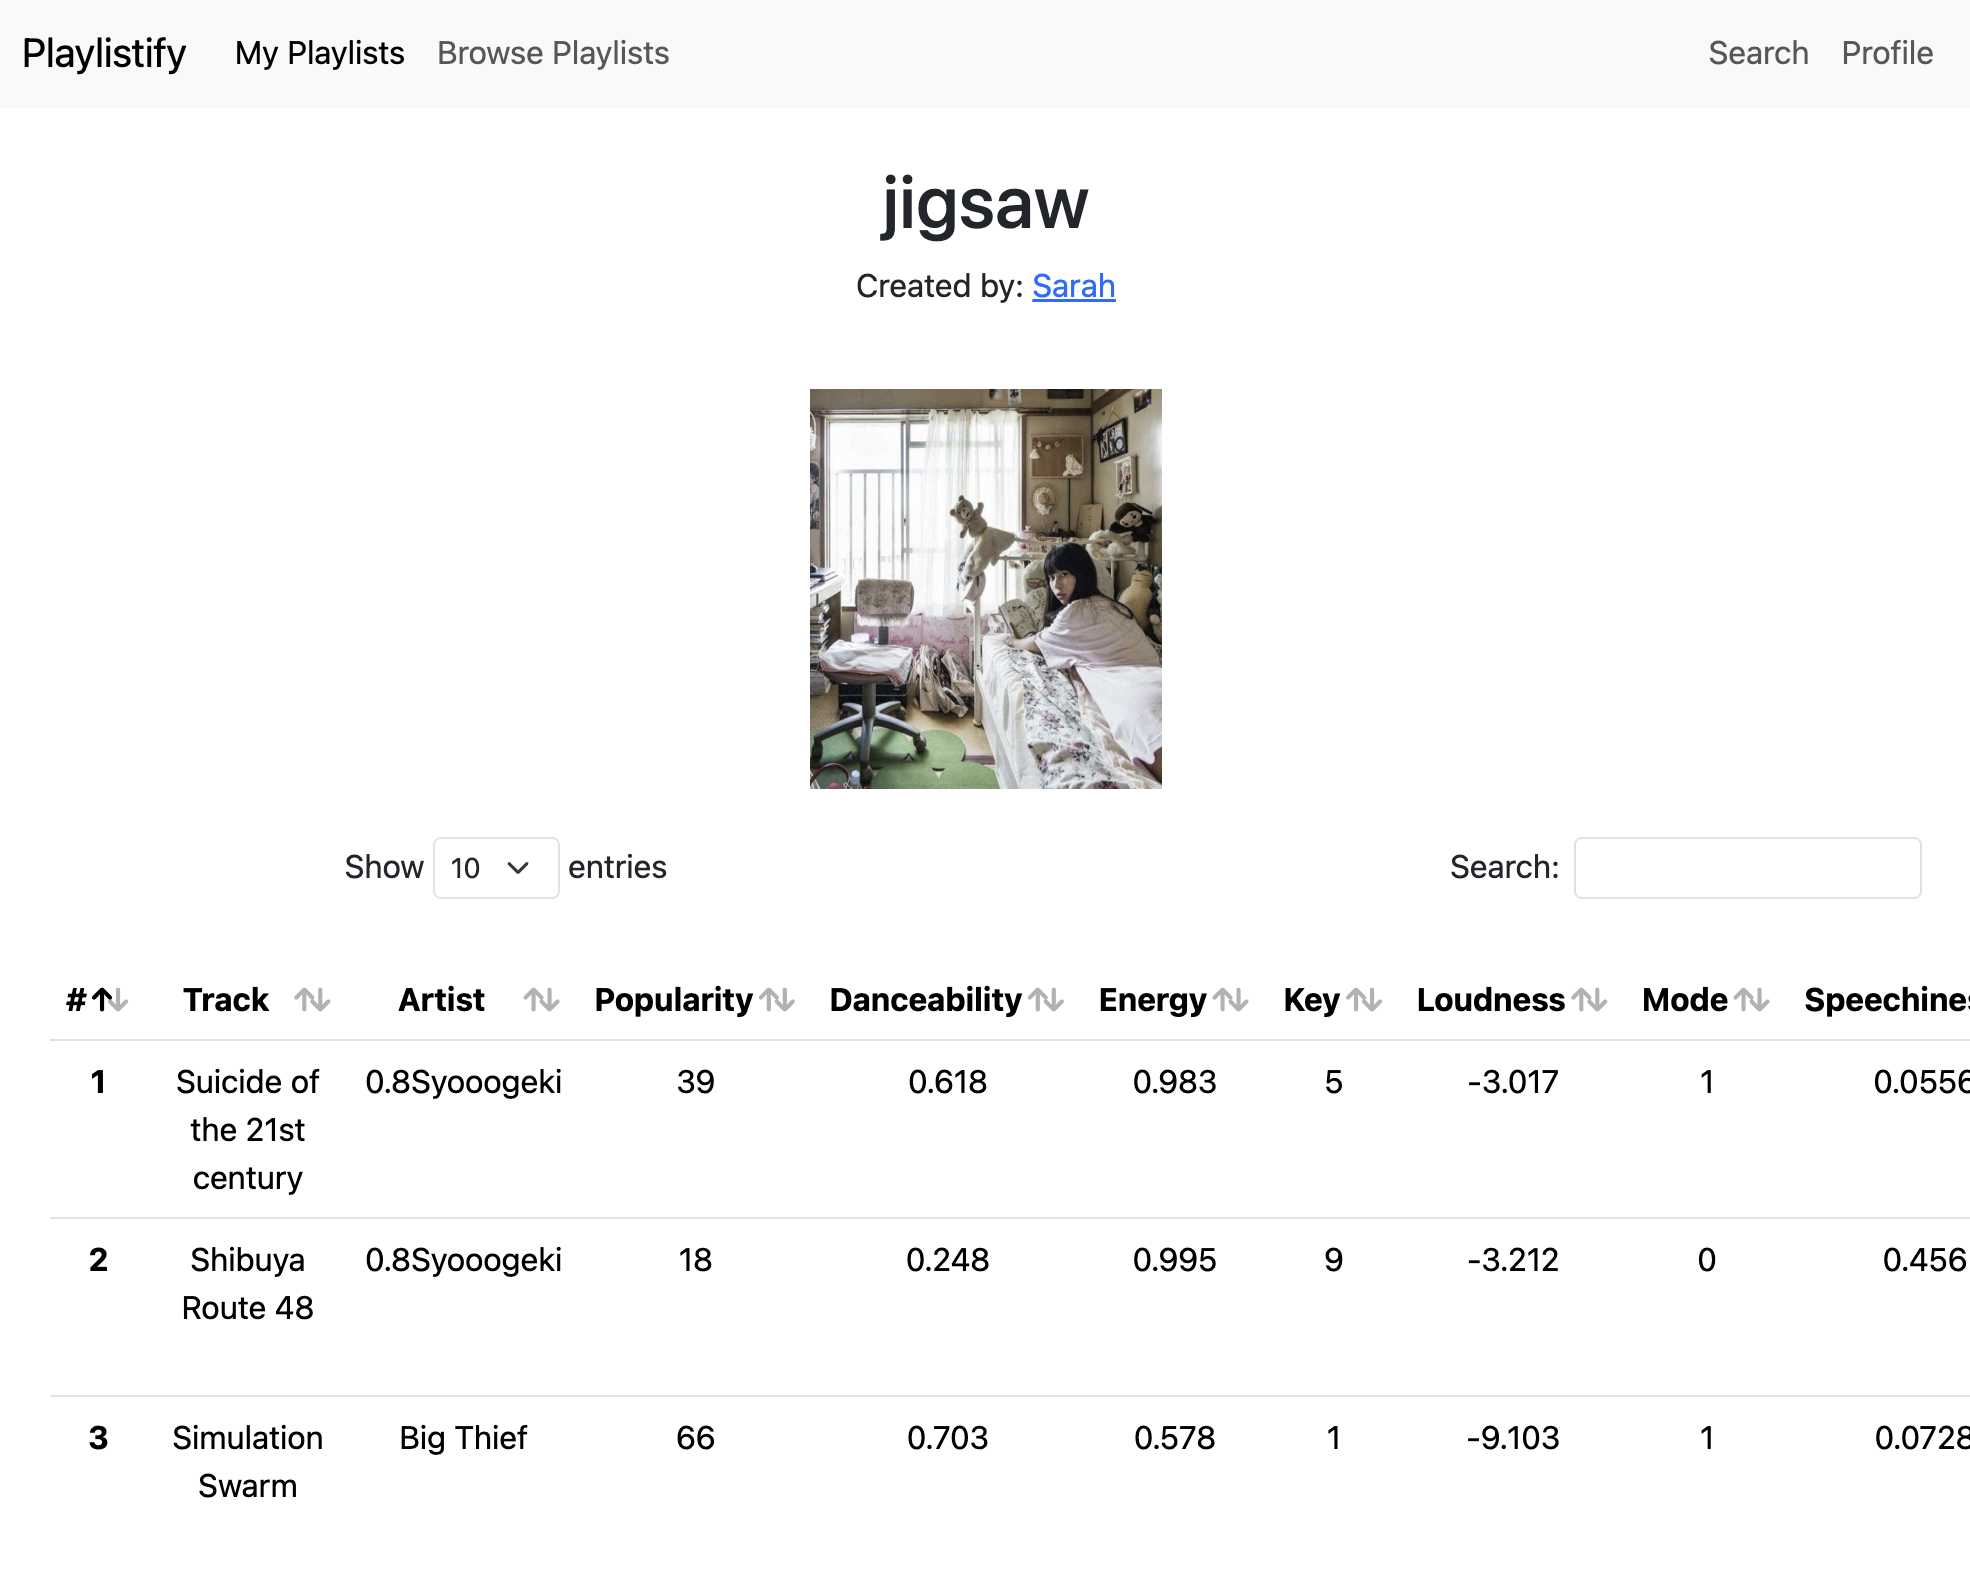 Playlistify My Playlists Browse Playlists Search Profile
jigsaw
Created by: Sarah
Show 10 entries Search:
# Track Artist Popularity Danceability Energy Key Loudness Mode Speechines
1 Suicide of 0.8Syooogeki 39 0.618 0.983 5 -3.017 1 0.0556
the 21st
century
2 Shibuya 0.8Syooogeki 18 0.248 0.995 9 -3.212 0 0.456
Route 48
3 Simulation Big Thief 66 0.703 0.578 1 -9.103 1 0.0728
Swarm